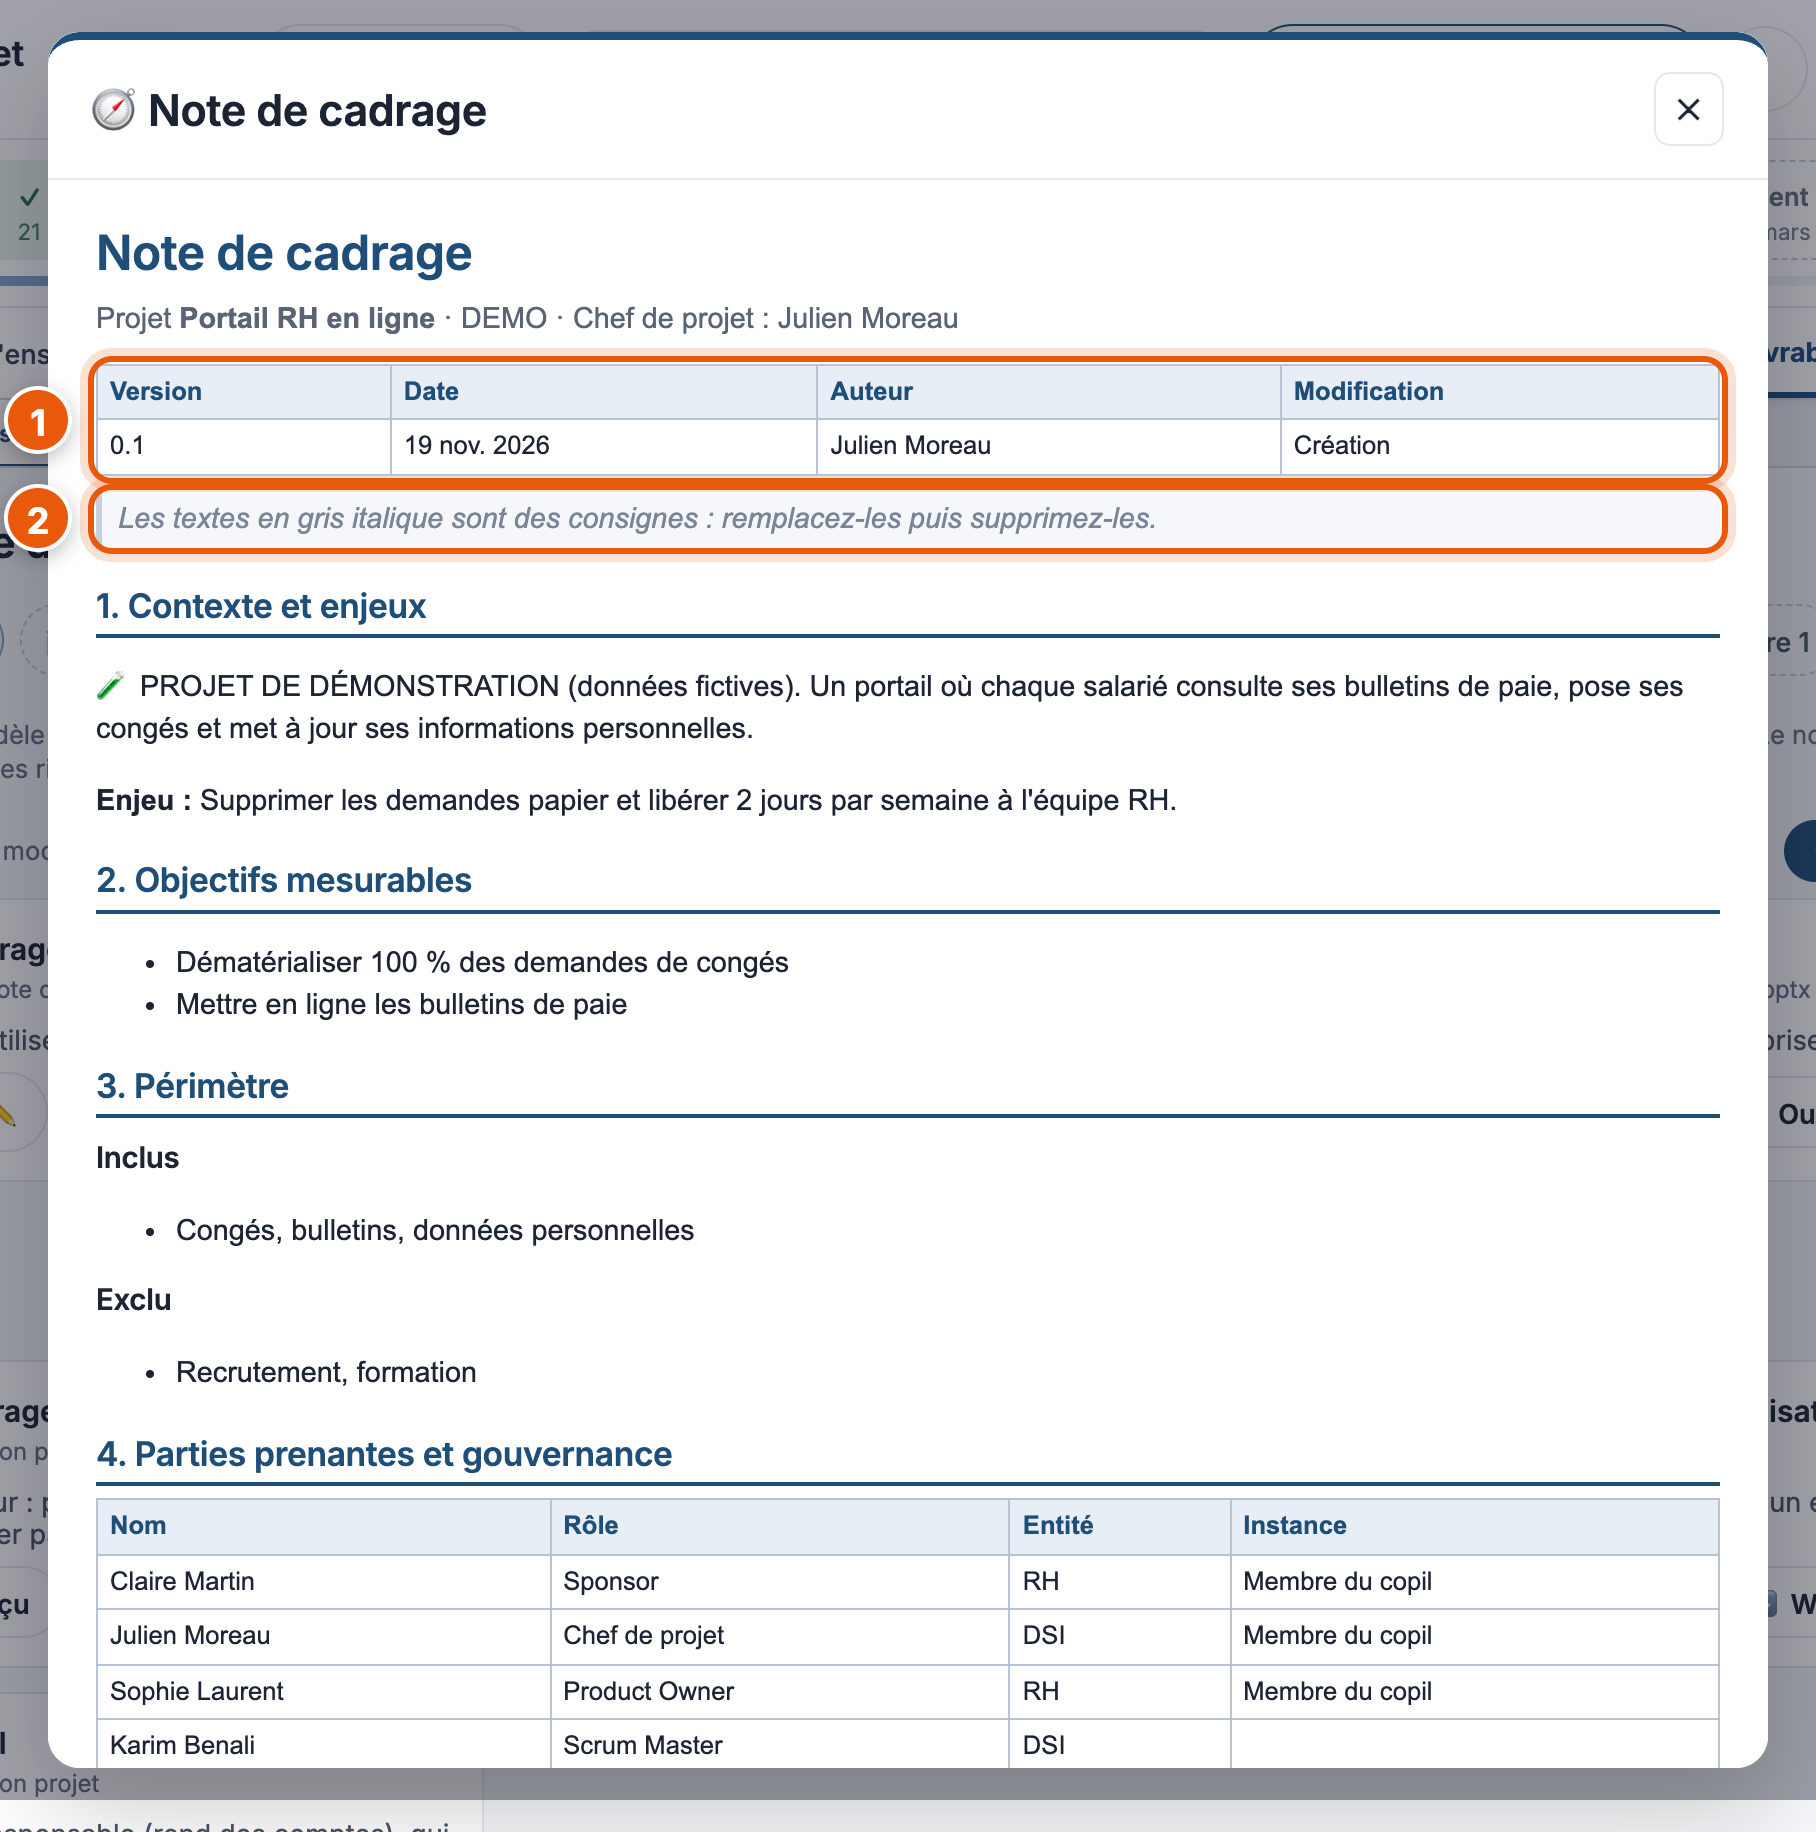 Note de cadrage
Note de cadrage
Projet Portail RH en ligne · DEMO · Chef de projet : Julien Moreau
1
Version Date Auteur Modification
0.1 19 nov. 2026 Julien Moreau Création
2
Les textes en gris italique sont des consignes : remplacez-les puis supprimez-les.
1. Contexte et enjeux
PROJET DE DÉMONSTRATION (données fictives). Un portail où chaque salarié consulte ses bulletins de paie, pose ses
congés et met à jour ses informations personnelles.
Enjeu : Supprimer les demandes papier et libérer 2 jours par semaine à l'équipe RH.
2. Objectifs mesurables
• Dématérialiser 100 % des demandes de congés
• Mettre en ligne les bulletins de paie
3. Périmètre
Inclus
• Congés, bulletins, données personnelles
Exclu
• Recrutement, formation
4. Parties prenantes et gouvernance
Nom Rôle Entité Instance
Claire Martin Sponsor RH Membre du copil
Julien Moreau Chef de projet DSI Membre du copil
Sophie Laurent Product Owner RH Membre du copil
Karim Benali Scrum Master DSI
21
on projet